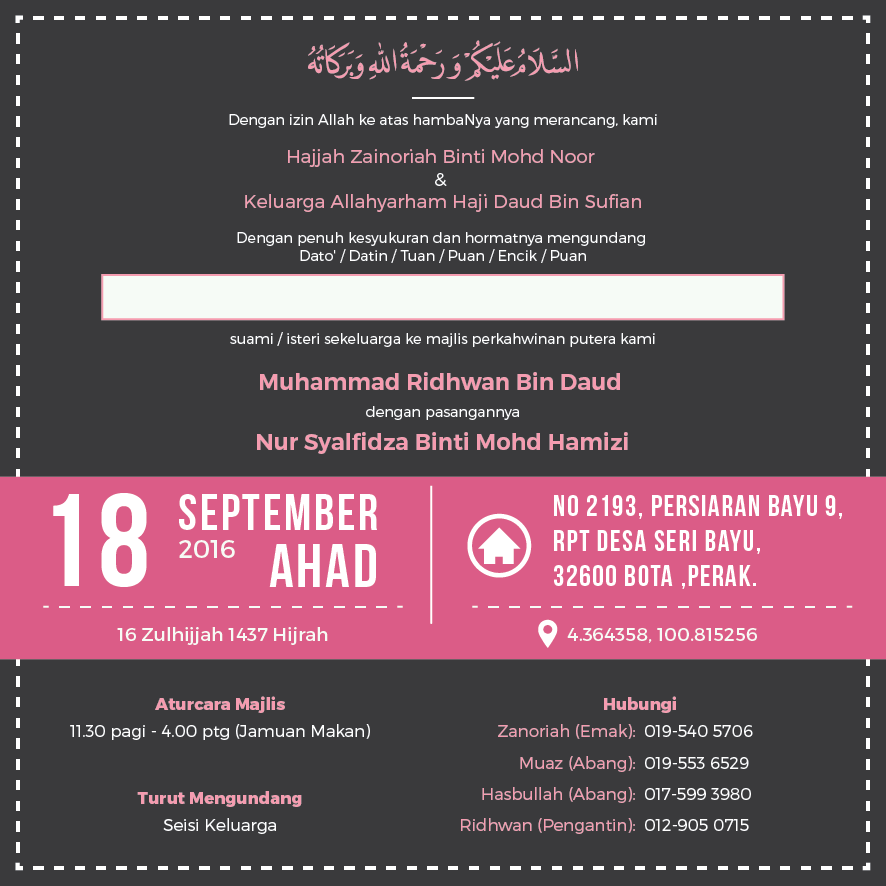 السَّلَامُ عَلَيْكُمْ وَرَحْمَةُ اللهِ وَبَرَكَاتُهُ
Dengan izin Allah ke atas hambaNya yang merancang, kami
Hajjah Zainoriah Binti Mohd Noor
&
Keluarga Allahyarham Haji Daud Bin Sufian
Dengan penuh kesyukuran dan hormatnya mengundang
Dato' / Datin / Tuan / Puan / Encik / Puan
suami / isteri sekeluarga ke majlis perkahwinan putera kami
Muhammad Ridhwan Bin Daud
dengan pasangannya
Nur Syalfidza Binti Mohd Hamizi
18 SEPTEMBER
2016 AHAD
16 Zulhijjah 1437 Hijrah
NO 2193, PERSIARAN BAYU 9,
RPT DESA SERI BAYU,
32600 BOTA ,PERAK.
4.364358, 100.815256
Aturcara Majlis
11.30 pagi - 4.00 ptg (Jamuan Makan)
Turut Mengundang
Seisi Keluarga
Hubungi
Zanoriah (Emak): 019-540 5706
Muaz (Abang): 019-553 6529
Hasbullah (Abang): 017-599 3980
Ridhwan (Pengantin): 012-905 0715